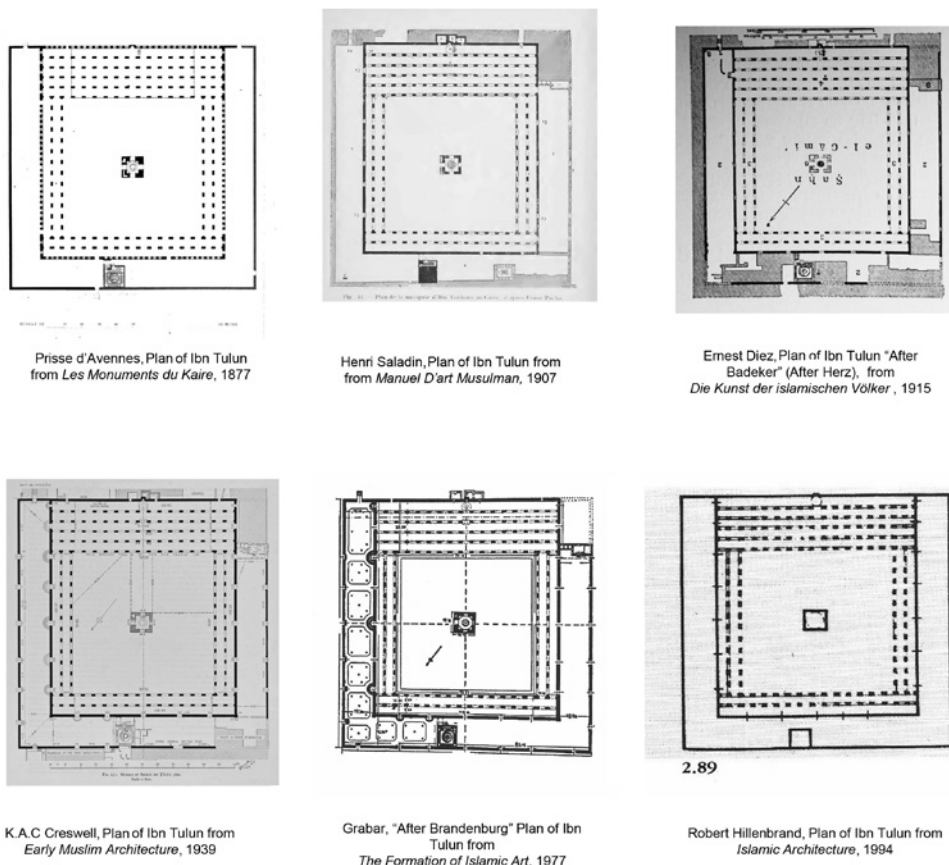 Prisse d'Avennes, Plan of Ibn Tulun
from Les Monuments du Kaire, 1877
Henri Saladin, Plan of Ibn Tulun from
from Manuel D'art Musulman, 1907
Ernest Diez, Plan of Ibn Tulun "After
Badeker" (After Herz), from
Die Kunst der islamischen Völker , 1915
el-Gâmi'
Sahn
2.89
K.A.C Creswell, Plan of Ibn Tulun from
Early Muslim Architecture, 1939
Grabar, "After Brandenburg" Plan of Ibn
Tulun from
The Formation of Islamic Art, 1977
Robert Hillenbrand, Plan of Ibn Tulun from
Islamic Architecture, 1994